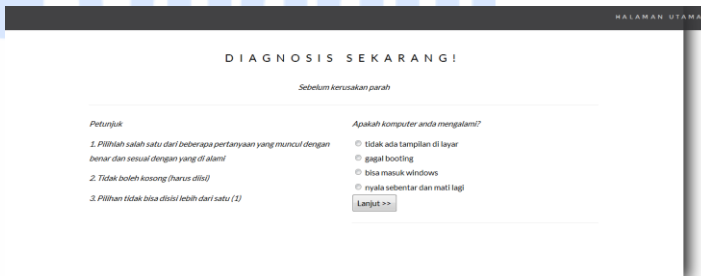 HALAMAN UTAMA
DIAGNOSIS SEKARANG!
Sebelum kerusakan parah
Petunjuk
1. Pilihlah salah satu dari beberapa pertanyaan yang muncul dengan
benar dan sesuai dengan yang di alami
2. Tidak boleh kosong (harus diisi)
3. Pilihan tidak bisa disisi lebih dari satu (1)
Apakah komputer anda mengalami?
tidak ada tampilan di layar
gagal booting
bisa masuk windows
nyala sebentar dan mati lagi
Lanjut >>